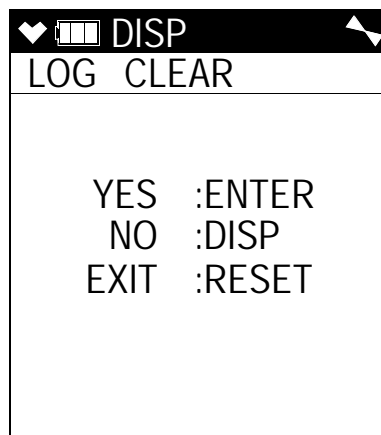 DISP
LOG CLEAR
YES :ENTER
NO :DISP
EXIT :RESET